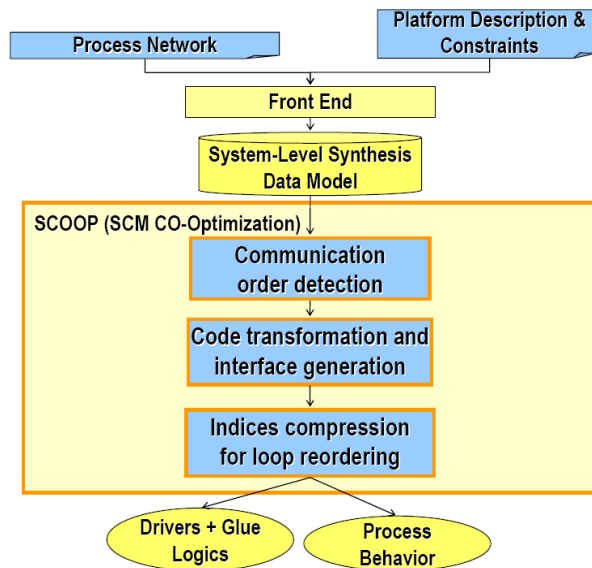 Process Network
Platform Description &
Constraints
Front End
System-Level Synthesis
Data Model
SCOOP (SCM CO-Optimization)
Communication
order detection
Code transformation and
interface generation
Indices compression
for loop reordering
Drivers + Glue
Logics
Process
Behavior